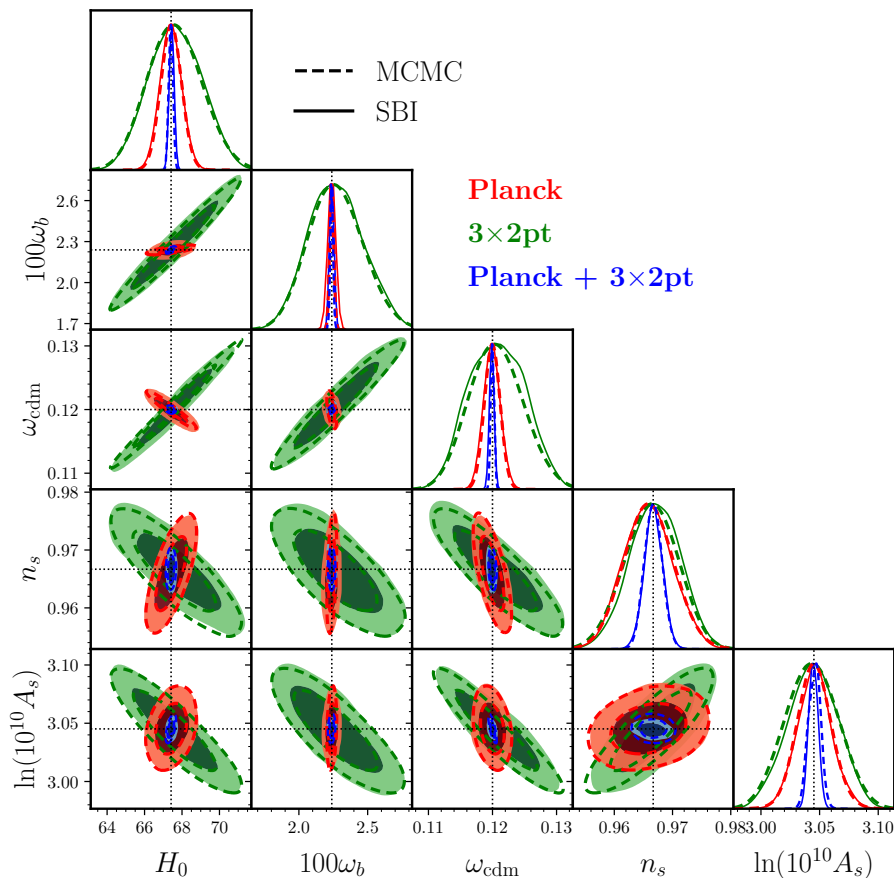 MCMC
SBI
Planck
3×2pt
Planck + 3×2pt
100ω_b
2.6
2.3
2.0
1.7
ω_cdm
0.13
0.12
0.11
n_s
0.98
0.97
0.96
ln(10^10 A_s)
3.10
3.05
3.00
64 66 68 70
2.0 2.5
0.11 0.12 0.13
0.96 0.97 0.98
3.00 3.05 3.10
H_0
100ω_b
ω_cdm
n_s
ln(10^10 A_s)